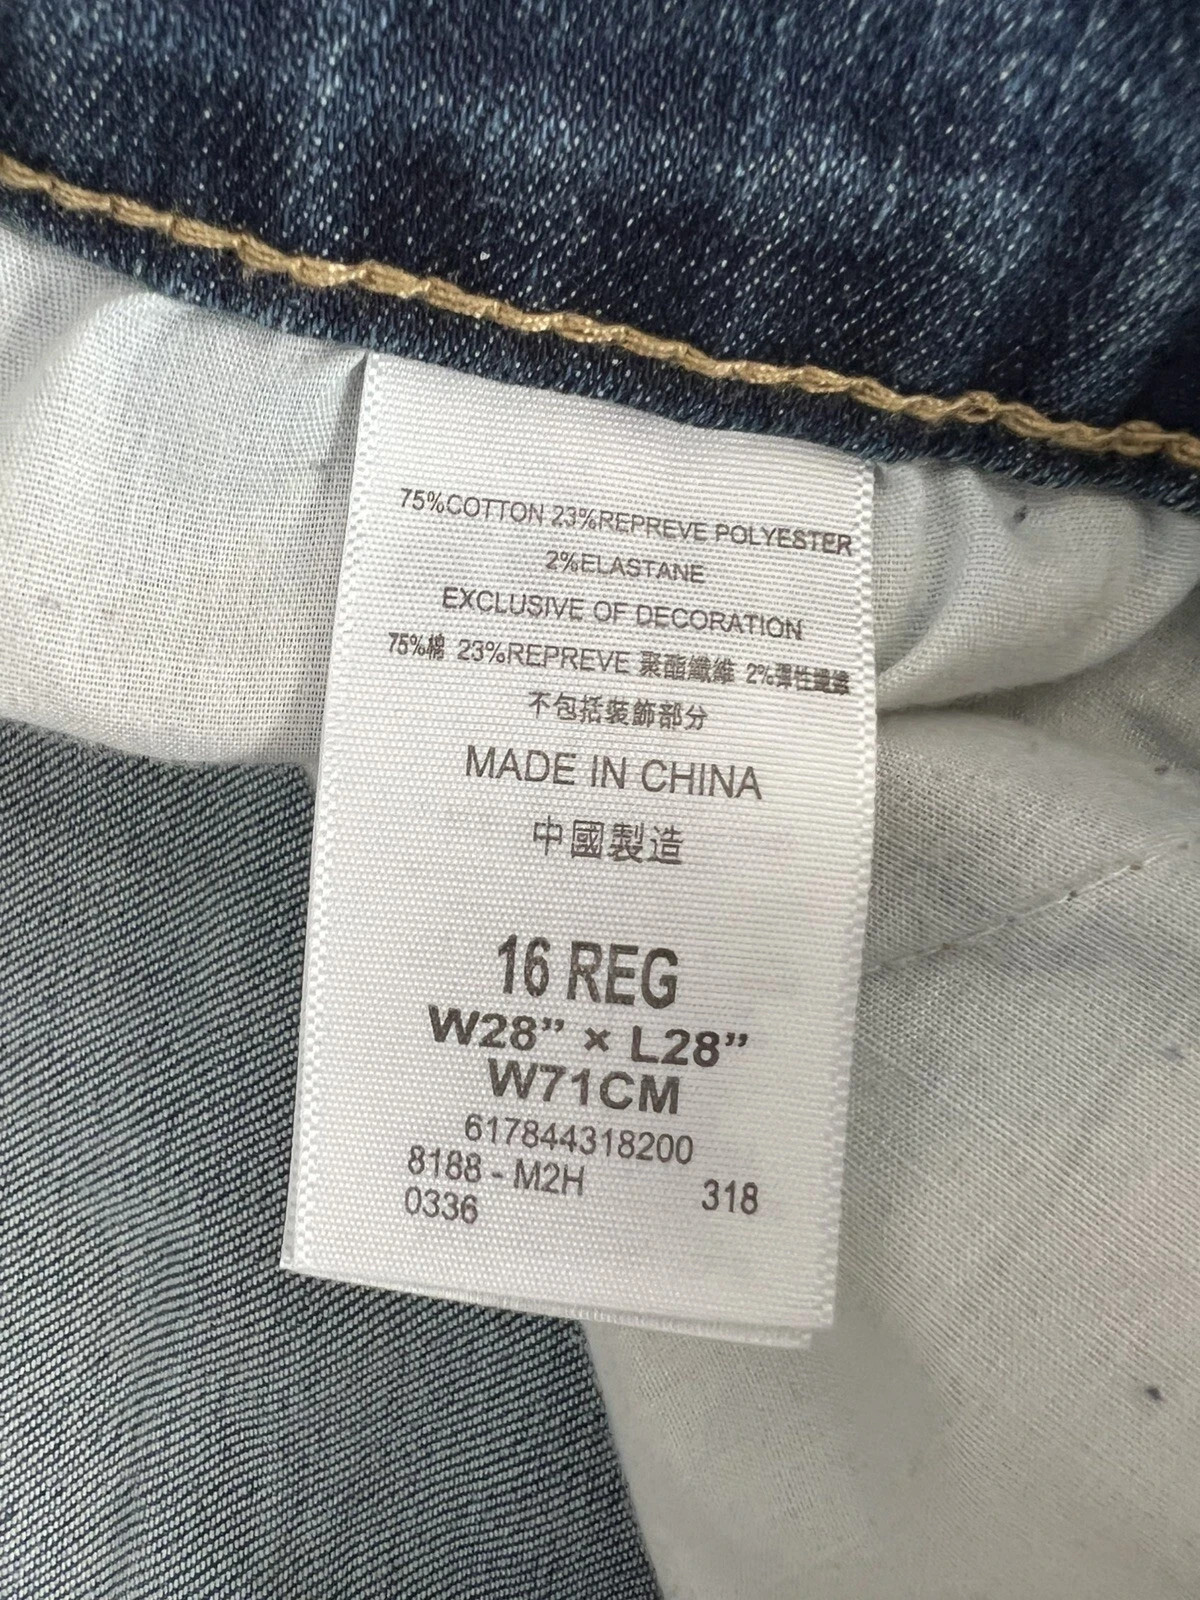 75%COTTON 23%REPREVE POLYESTER
2%ELASTANE
EXCLUSIVE OF DECORATION
75%棉 23%REPREVE 聚酯纖維 2%彈性纖維
不包括裝飾部分
MADE IN CHINA
中國製造
16 REG
W28” × L28”
W71CM
617844318200
8188 - M2H 318
0336